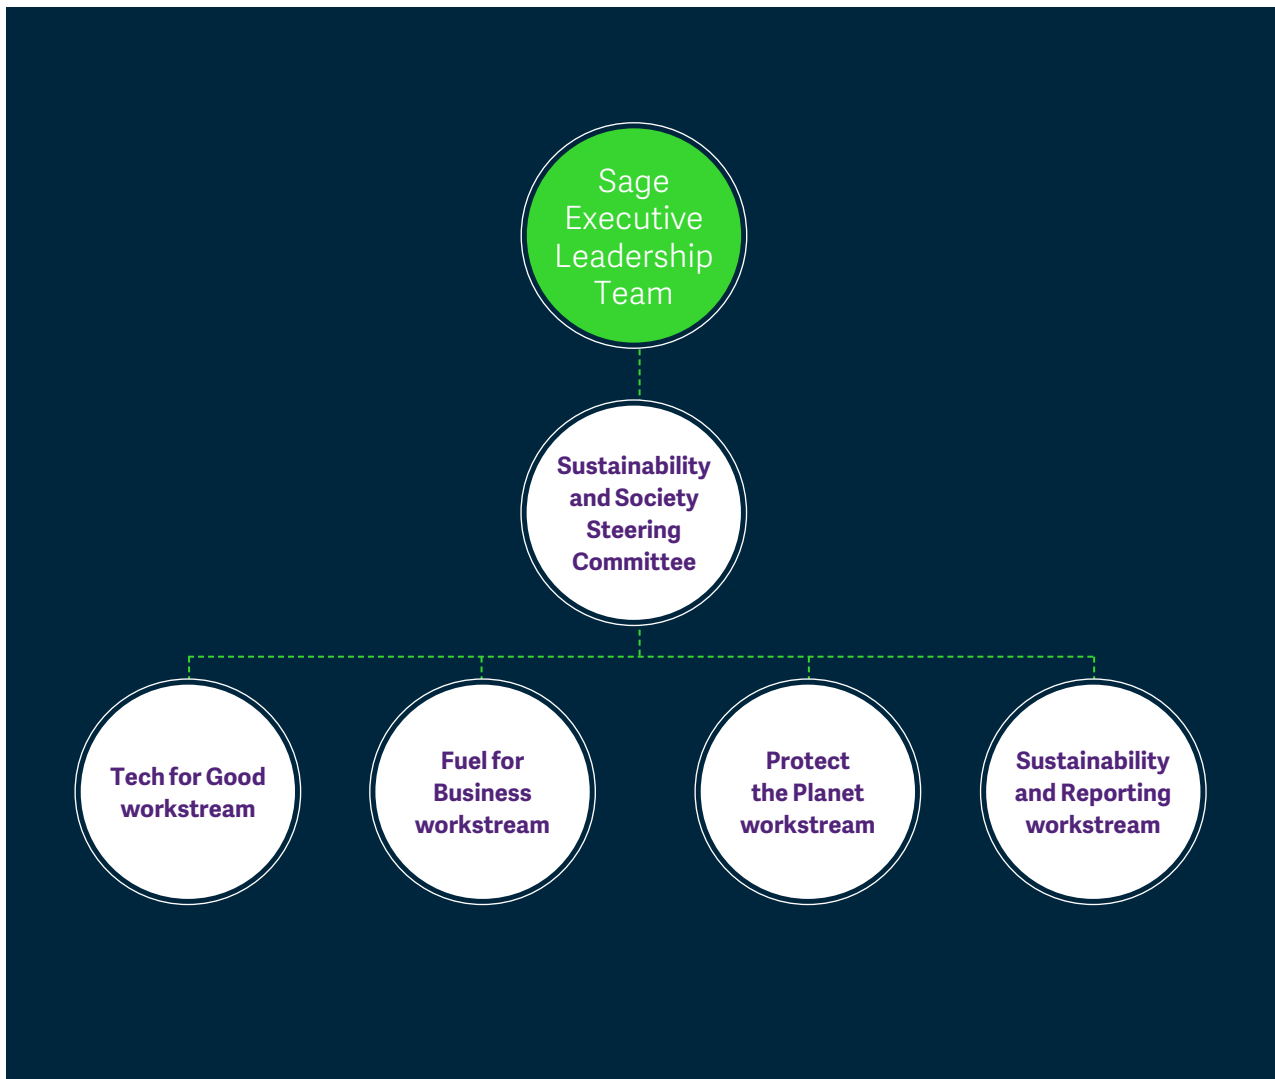 Sage
Executive
Leadership
Team
Sustainability
and Society
Steering
Committee
Tech for Good
workstream
Fuel for
Business
workstream
Protect
the Planet
workstream
Sustainability
and Reporting
workstream